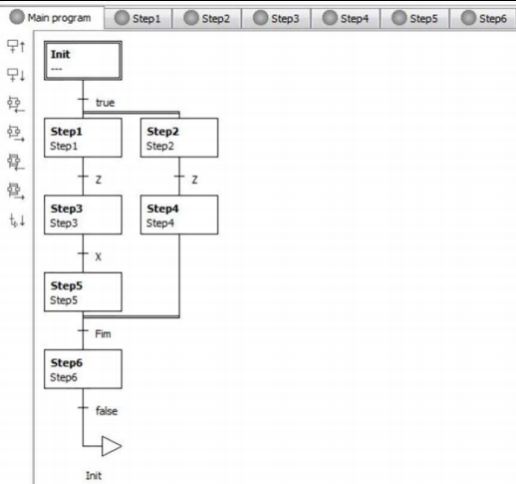 Main program Step1 Step2 Step3 Step4 Step5 Step6
Init
---
true
Step1 Step2
Step1 Step2
Z Z
Step3 Step4
Step3 Step4
X
Step5
Step5
Fim
Step6
Step6
false
Init